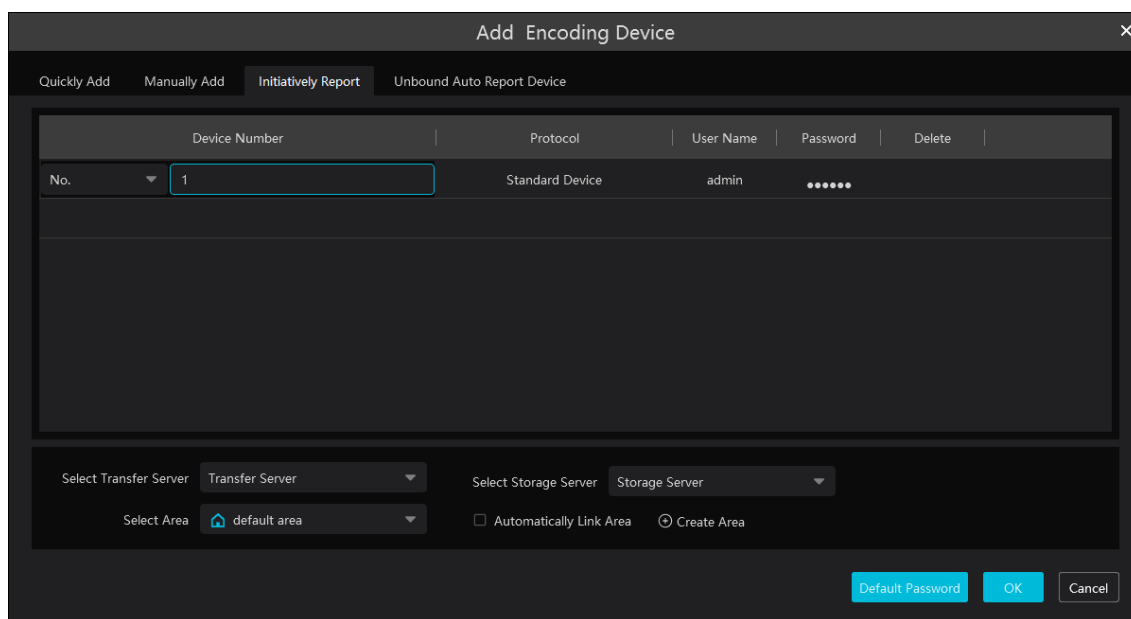 Add Encoding Device
Quickly Add Manually Add Initiatively Report Unbound Auto Report Device
Device Number Protocol User Name Password Delete
No. 1 Standard Device admin ••••••
Select Transfer Server Transfer Server Select Storage Server Storage Server
Select Area default area Automatically Link Area Create Area
Default Password OK Cancel